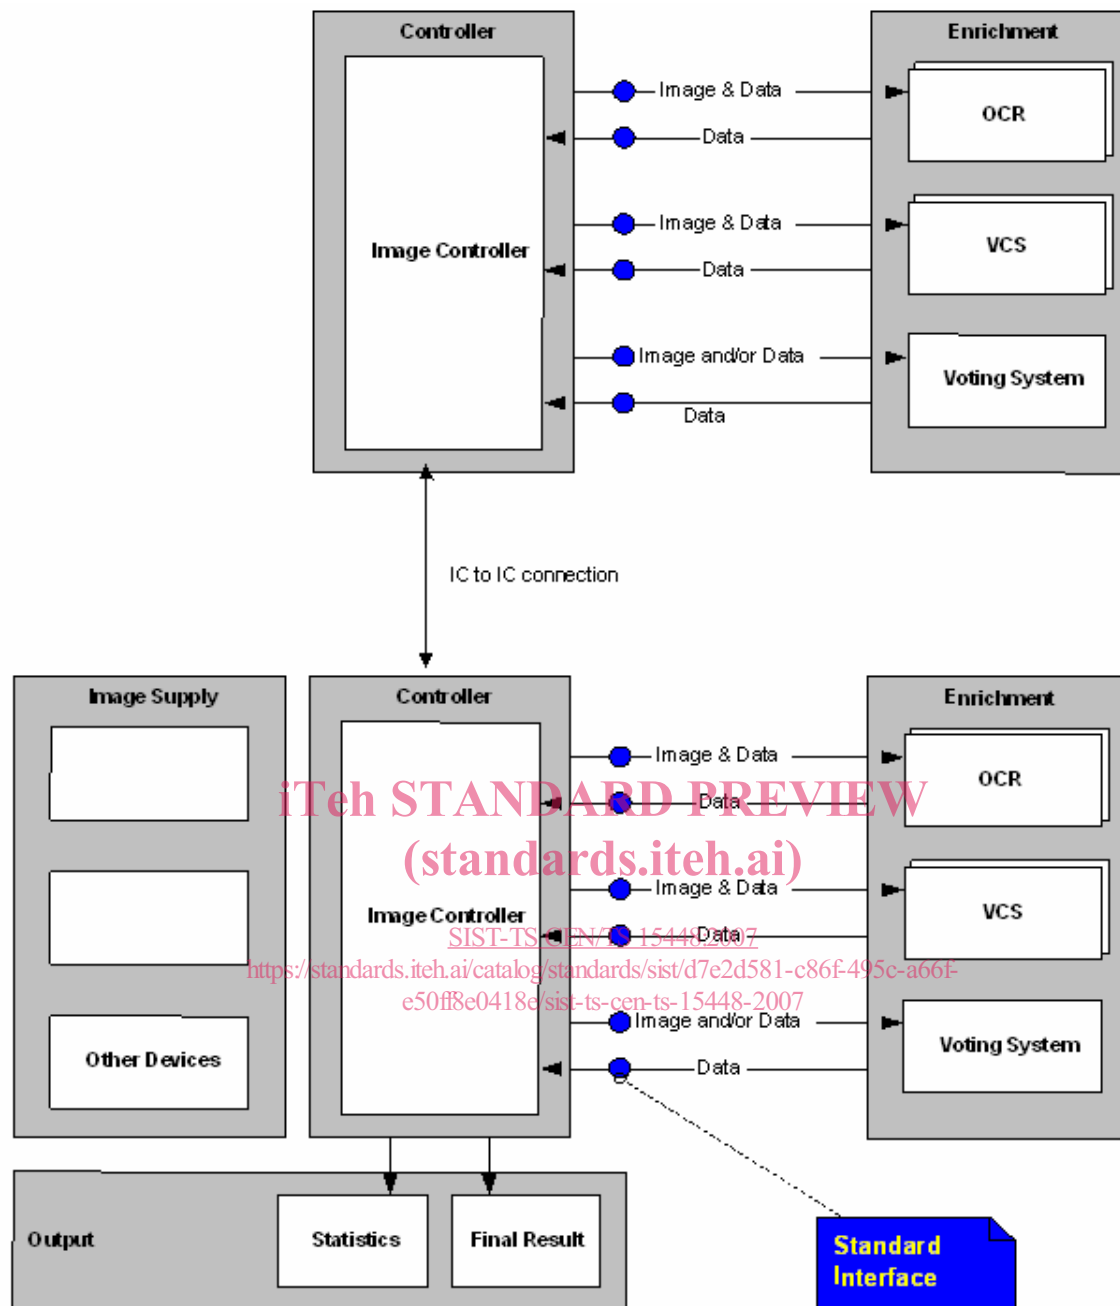 Controller
Enrichment
Image & Data
OCR
Data
Image & Data
Image Controller
VCS
Data
Image and/or Data
Voting System
Data
IC to IC connection
Image Supply
Controller
Enrichment
Image & Data
OCR
iTeh STANDARD PREVIEW
Data
(standards.iteh.ai)
Image & Data
Image Controller
VCS
SIST-TS CEN/TS 15448:2007
Data
https://standards.iteh.ai/catalog/standards/sist/d7e2d581-c86f-495c-a66f-
e50ff8e0418e/sist-ts-cen-ts-15448-2007
Image and/or Data
Voting System
Other Devices
Data
Output
Statistics
Final Result
Standard
Interface